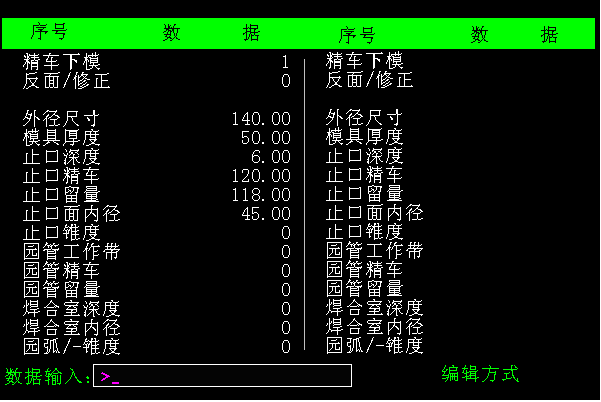 序号 数 据 序号 数 据
精车下模 1 精车下模
反面/修正 0 反面/修正
外径尺寸 140.00 外径尺寸
模具厚度 50.00 模具厚度
止口深度 6.00 止口深度
止口精车 120.00 止口精车
止口留量 118.00 止口留量
止口面内径 45.00 止口面内径
止口锥度 0 止口锥度
园管工作带 0 园管工作带
园管精车 0 园管精车
园管留量 0 园管留量
焊合室深度 0 焊合室深度
焊合室内径 0 焊合室内径
园弧/-锥度 0 园弧/-锥度
数据输入: >_ 编辑方式